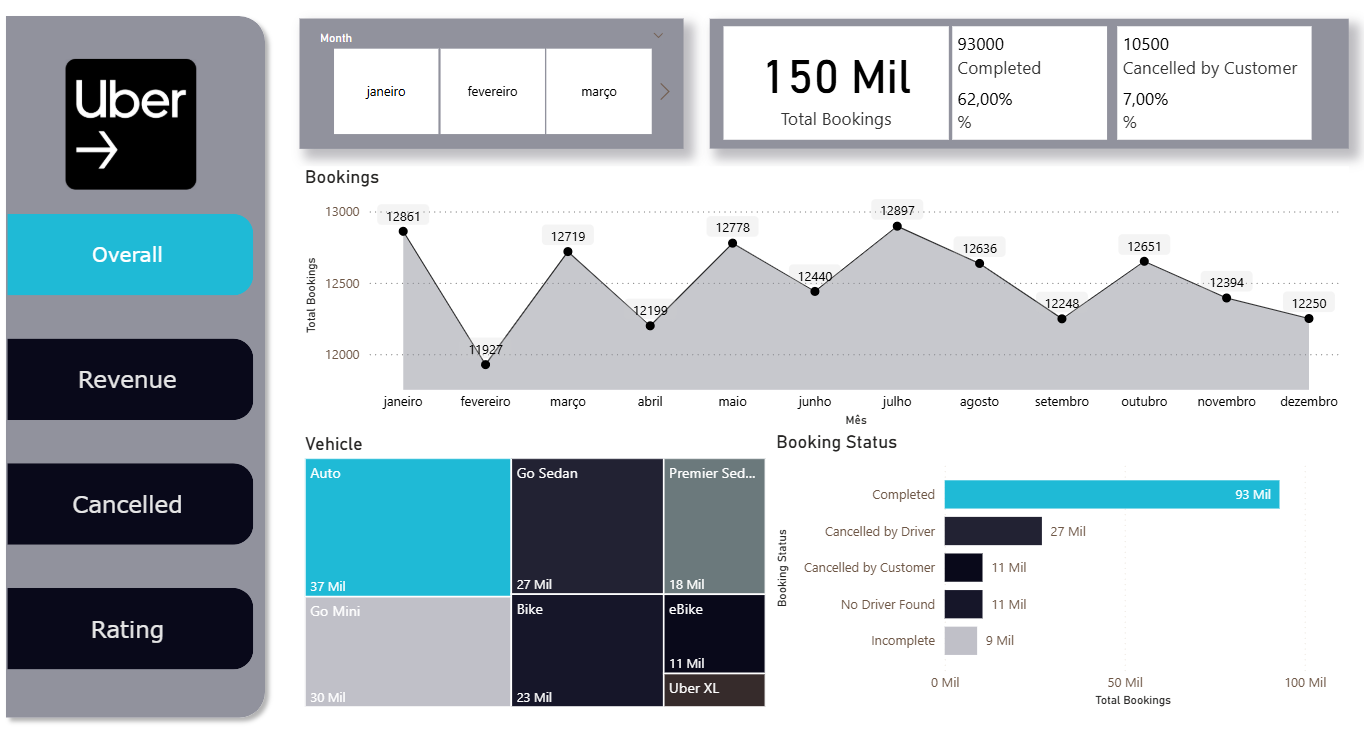 Uber
Overall
Revenue
Cancelled
Rating
Month
janeiro
fevereiro
março
150 Mil
Total Bookings
93000
Completed
62,00%
%
10500
Cancelled by Customer
7,00%
%
Bookings
Total Bookings
13000
12500
12000
12861
11927
12719
12199
12778
12440
12897
12636
12248
12651
12394
12250
janeiro
fevereiro
março
abril
maio
junho
julho
agosto
setembro
outubro
novembro
dezembro
Mês
Vehicle
Auto
37 Mil
Go Mini
30 Mil
Go Sedan
27 Mil
Bike
23 Mil
Premier Sed...
18 Mil
eBike
11 Mil
Uber XL
Booking Status
Booking Status
Completed
93 Mil
Cancelled by Driver
27 Mil
Cancelled by Customer
11 Mil
No Driver Found
11 Mil
Incomplete
9 Mil
0 Mil
50 Mil
100 Mil
Total Bookings